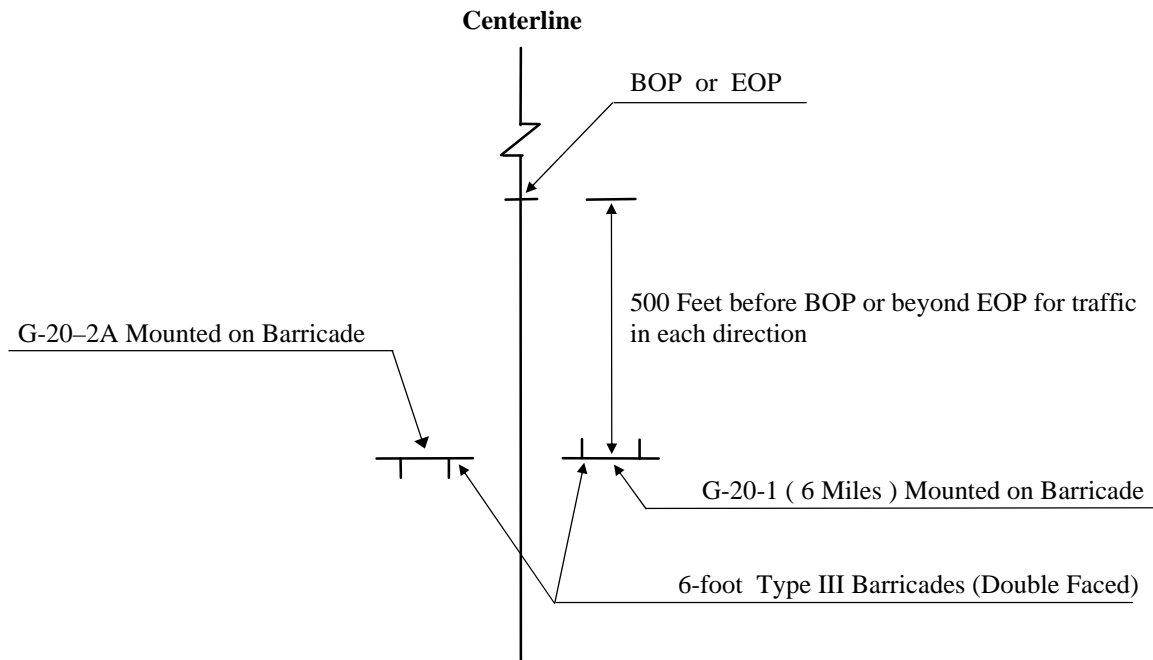 Centerline
BOP or EOP
500 Feet before BOP or beyond EOP for traffic
in each direction
G-20–2A Mounted on Barricade
G-20-1 ( 6 Miles ) Mounted on Barricade
6-foot Type III Barricades (Double Faced)